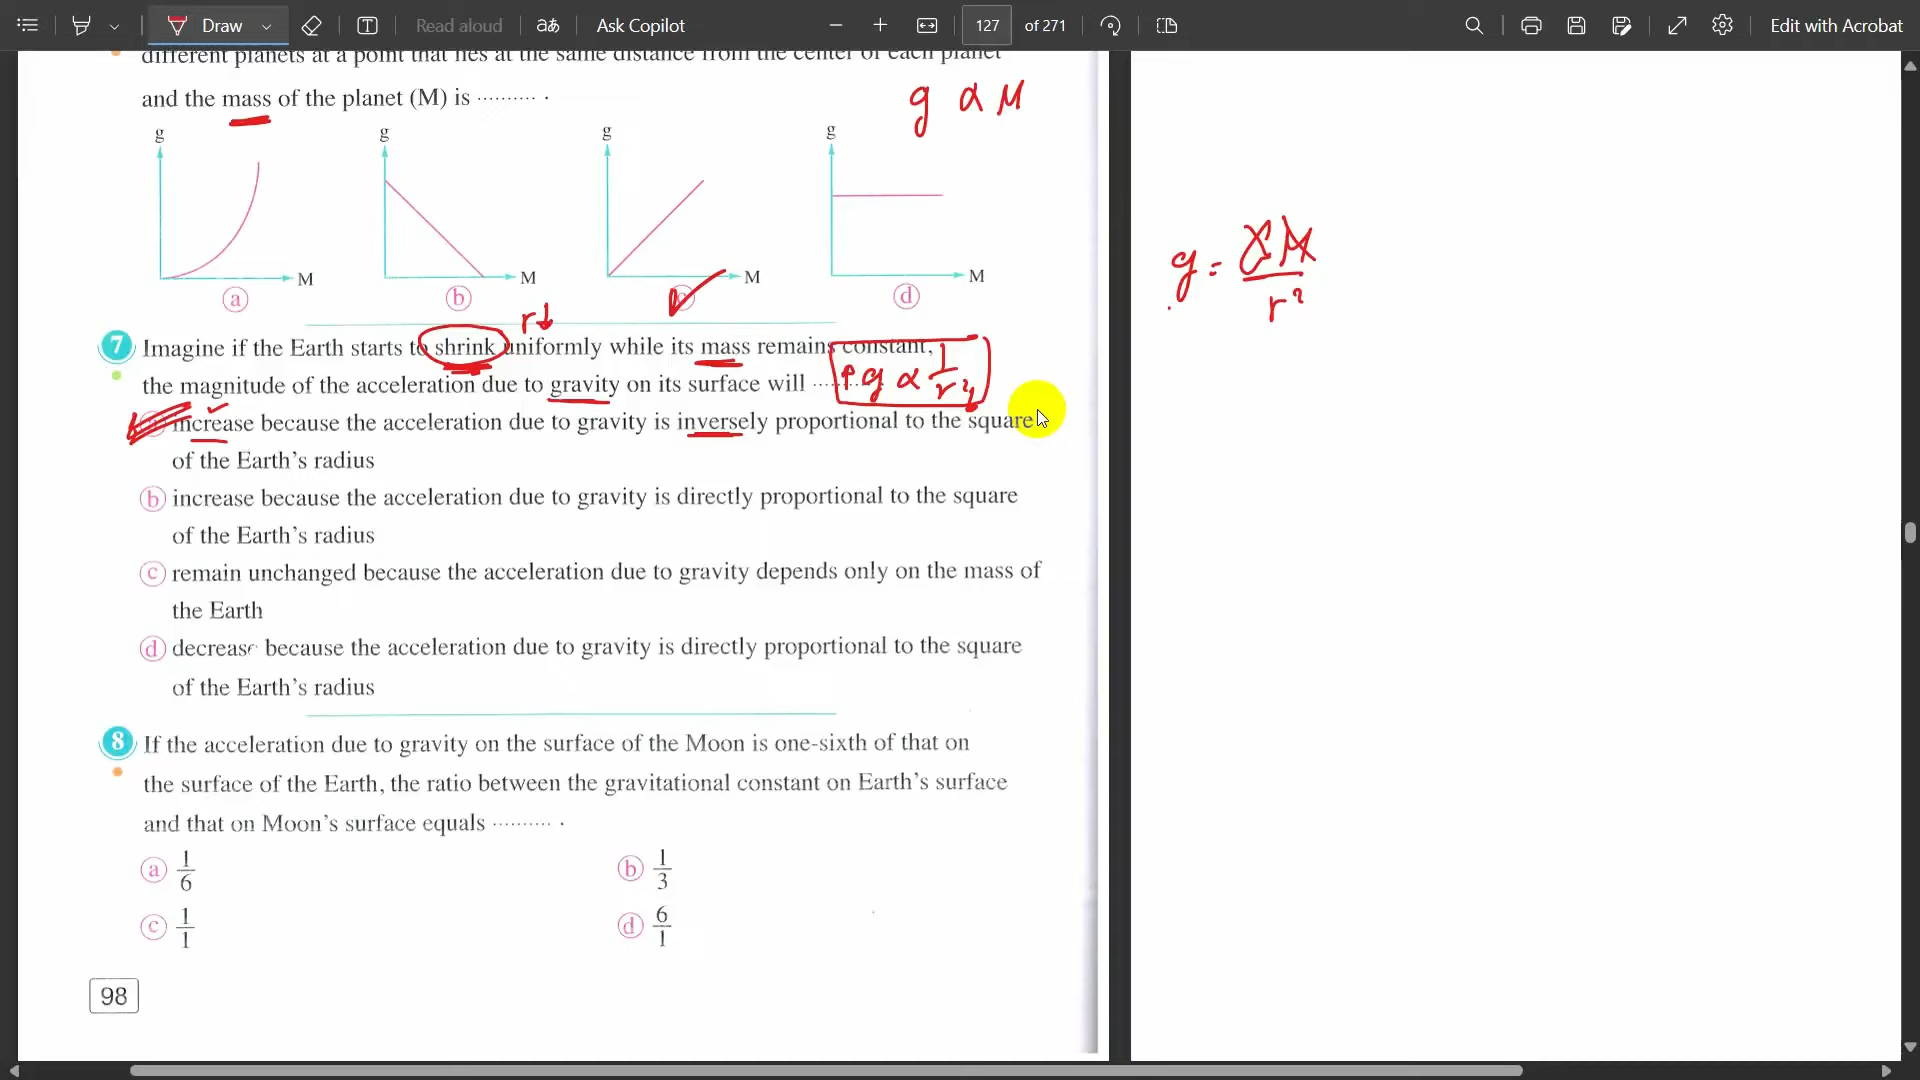 Draw
Read aloud
aあ
Ask Copilot
127 of 271
Edit with Acrobat
different planets at a point that lies at the same distance from the center of each planet
and the mass of the planet (M) is .......... .
g ∝ M
g g g g
M M M M
a b c d
g = GM/r²
r↓
7 Imagine if the Earth starts to shrink uniformly while its mass remains constant,
the magnitude of the acceleration due to gravity on its surface will ..........
↑g ∝ 1/r²↓
a increase because the acceleration due to gravity is inversely proportional to the square
of the Earth's radius
b increase because the acceleration due to gravity is directly proportional to the square
of the Earth's radius
c remain unchanged because the acceleration due to gravity depends only on the mass of
the Earth
d decrease because the acceleration due to gravity is directly proportional to the square
of the Earth's radius
8 If the acceleration due to gravity on the surface of the Moon is one-sixth of that on
the surface of the Earth, the ratio between the gravitational constant on Earth's surface
and that on Moon's surface equals .......... .
a 1/6 b 1/3
c 1/1 d 6/1
98